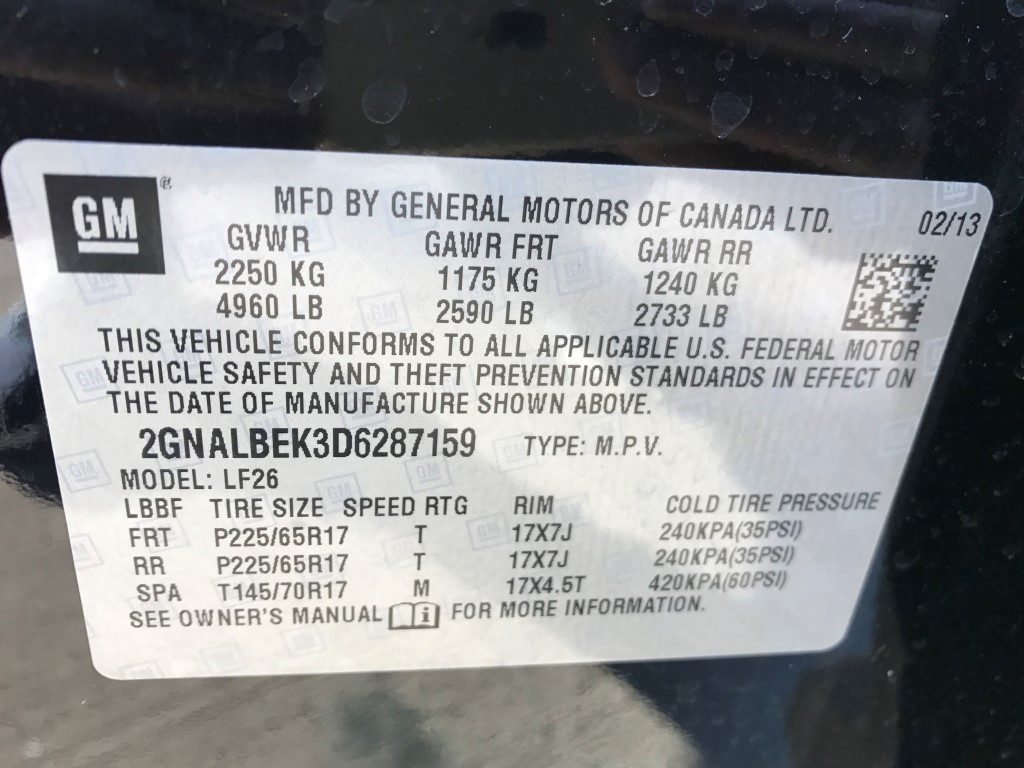 GM ®
MFD BY GENERAL MOTORS OF CANADA LTD. 02/13
GVWR GAWR FRT GAWR RR
2250 KG 1175 KG 1240 KG
4960 LB 2590 LB 2733 LB
THIS VEHICLE CONFORMS TO ALL APPLICABLE U.S. FEDERAL MOTOR
VEHICLE SAFETY AND THEFT PREVENTION STANDARDS IN EFFECT ON
THE DATE OF MANUFACTURE SHOWN ABOVE.
2GNALBEK3D6287159 TYPE: M.P.V.
MODEL: LF26
LBBF TIRE SIZE SPEED RTG RIM COLD TIRE PRESSURE
FRT P225/65R17 T 17X7J 240KPA(35PSI)
RR P225/65R17 T 17X7J 240KPA(35PSI)
SPA T145/70R17 M 17X4.5T 420KPA(60PSI)
SEE OWNER'S MANUAL i FOR MORE INFORMATION.